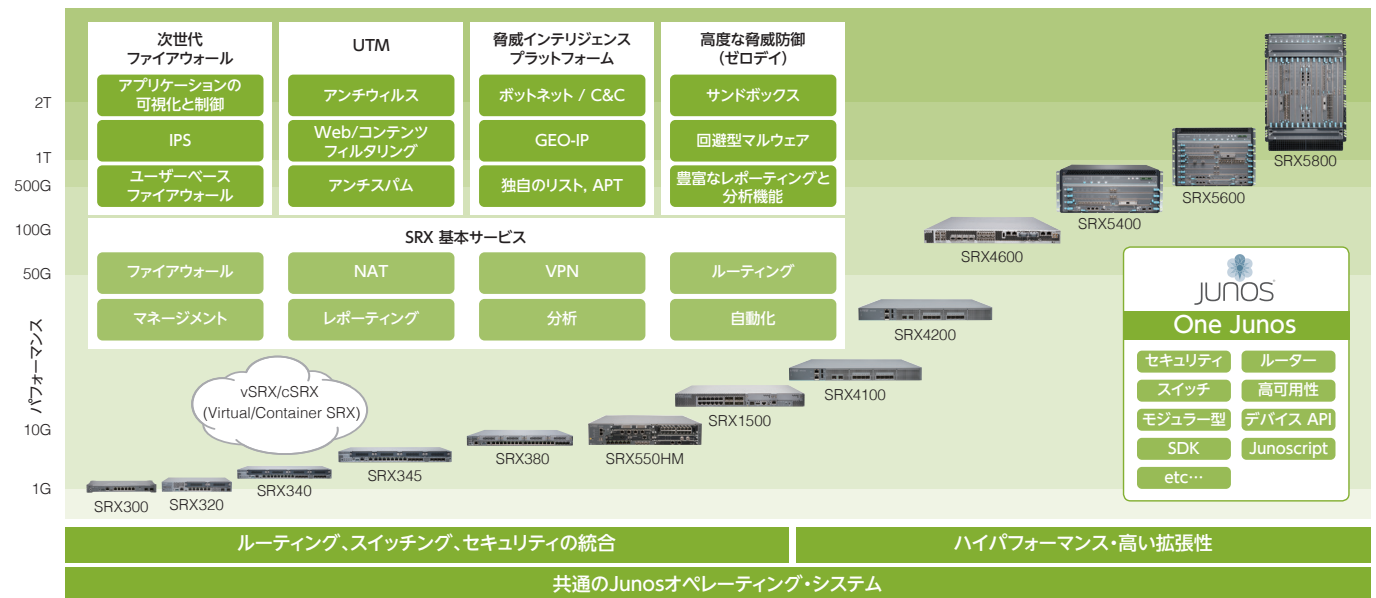 次世代
ファイアウォール
アプリケーションの
可視化と制御
IPS
ユーザーベース
ファイアウォール
UTM
アンチウィルス
Web/コンテンツ
フィルタリング
アンチスパム
脅威インテリジェンス
プラットフォーム
ボットネット / C&C
GEO-IP
独自のリスト, APT
高度な脅威防御
(ゼロデイ)
サンドボックス
回避型マルウェア
豊富なレポーティングと
分析機能
SRX 基本サービス
ファイアウォール
NAT
VPN
ルーティング
マネージメント
レポーティング
分析
自動化
パフォーマンス
2T
1T
500G
100G
50G
10G
1G
vSRX/cSRX
(Virtual/Container SRX)
SRX300
SRX320
SRX340
SRX345
SRX380
SRX550HM
SRX1500
SRX4100
SRX4200
SRX4600
SRX5400
SRX5600
SRX5800
JUNOS
One Junos
セキュリティ
ルーター
スイッチ
高可用性
モジュラー型
デバイス API
SDK
Junoscript
etc…
ルーティング、スイッチング、セキュリティの統合
ハイパフォーマンス・高い拡張性
共通のJunosオペレーティング・システム